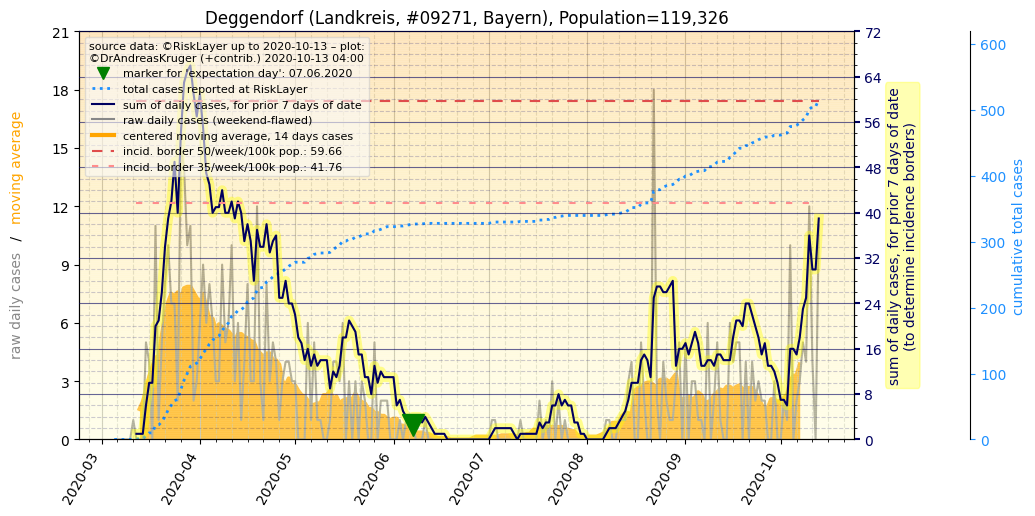 Deggendorf (Landkreis, #09271, Bayern), Population=119,326
source data: ©RiskLayer up to 2020-10-13 – plot:
©DrAndreasKruger (+contrib.) 2020-10-13 04:00
marker for 'expectation day': 07.06.2020
total cases reported at RiskLayer
sum of daily cases, for prior 7 days of date
raw daily cases (weekend-flawed)
centered moving average, 14 days cases
incid. border 50/week/100k pop.: 59.66
incid. border 35/week/100k pop.: 41.76
raw daily cases / moving average
21
18
15
12
9
6
3
0
72
64
56
48
40
32
24
16
8
0
sum of daily cases, for prior 7 days of date
(to determine incidence borders)
600
500
400
300
200
100
0
cumulative total cases
2020-03
2020-04
2020-05
2020-06
2020-07
2020-08
2020-09
2020-10